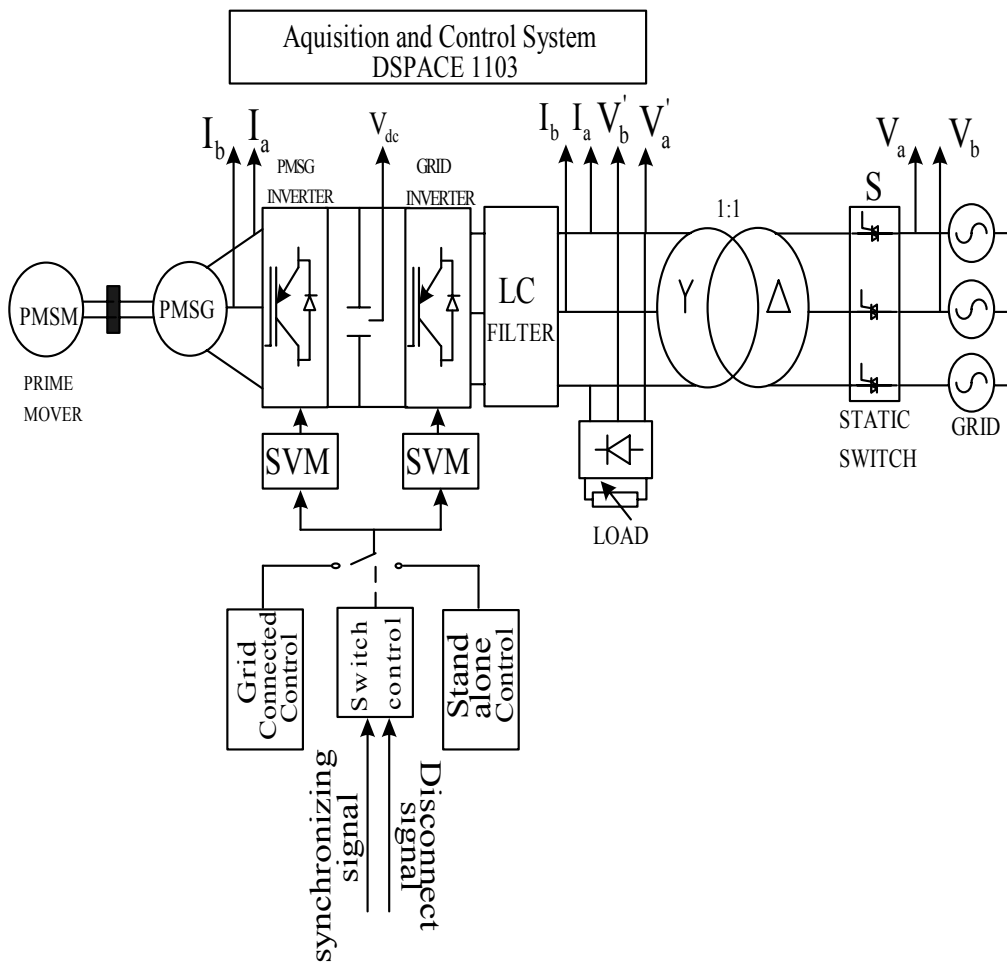 Aquisition and Control System
DSPACE 1103
I_b
I_a
V_dc
I_b
I_a
V_b'
V_a'
V_a
V_b
PMSG
INVERTER
GRID
INVERTER
1:1
S
PMSM
PMSG
LC
FILTER
Y
Δ
PRIME
MOVER
STATIC
SWITCH
GRID
SVM
SVM
LOAD
Grid
Connected
Control
Switch
control
Stand
alone
Control
synchronizing
signal
Disconnect
signal